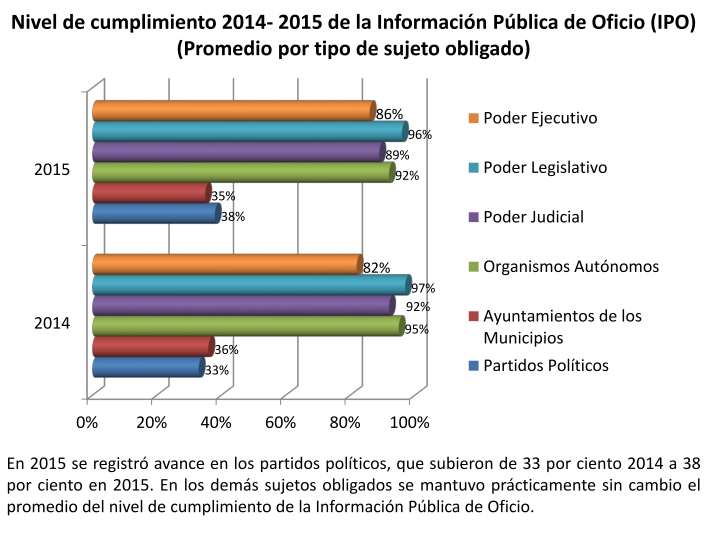 Nivel de cumplimiento 2014- 2015 de la Información Pública de Oficio (IPO)
(Promedio por tipo de sujeto obligado)
86%
96%
89%
92%
35%
38%
2015
82%
97%
92%
95%
36%
33%
2014
0%
20%
40%
60%
80%
100%
Poder Ejecutivo
Poder Legislativo
Poder Judicial
Organismos Autónomos
Ayuntamientos de los
Municipios
Partidos Políticos
En 2015 se registró avance en los partidos políticos, que subieron de 33 por ciento 2014 a 38
por ciento en 2015. En los demás sujetos obligados se mantuvo prácticamente sin cambio el
promedio del nivel de cumplimiento de la Información Pública de Oficio.